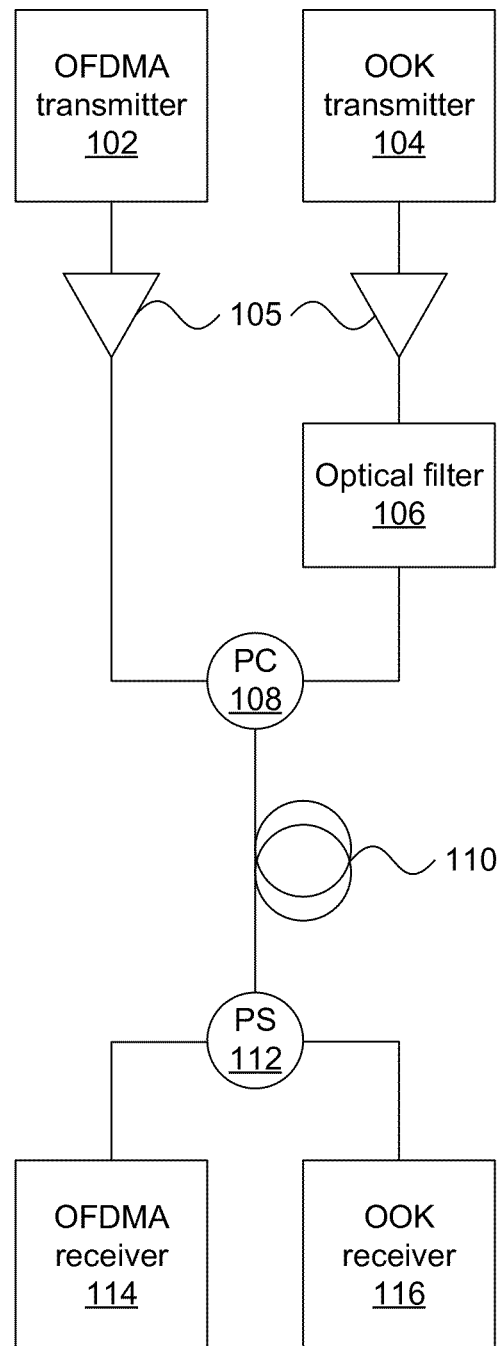 OFDMA
transmitter
102
OOK
transmitter
104
105
Optical filter
106
PC
108
110
PS
112
OFDMA
receiver
114
OOK
receiver
116